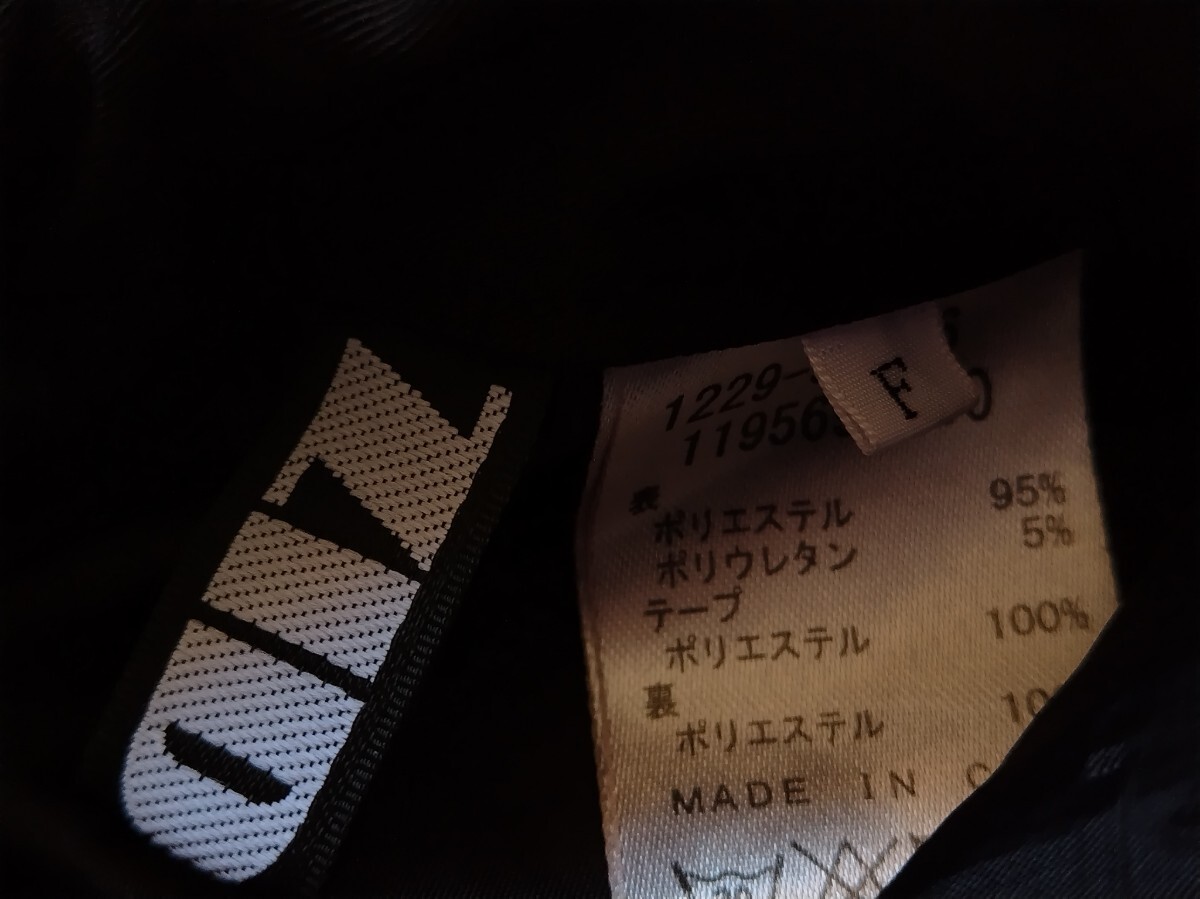 F
1229-
11956
表
ポリエステル 95%
ポリウレタン 5%
テープ
ポリエステル 100%
裏
ポリエステル
MADE IN
30